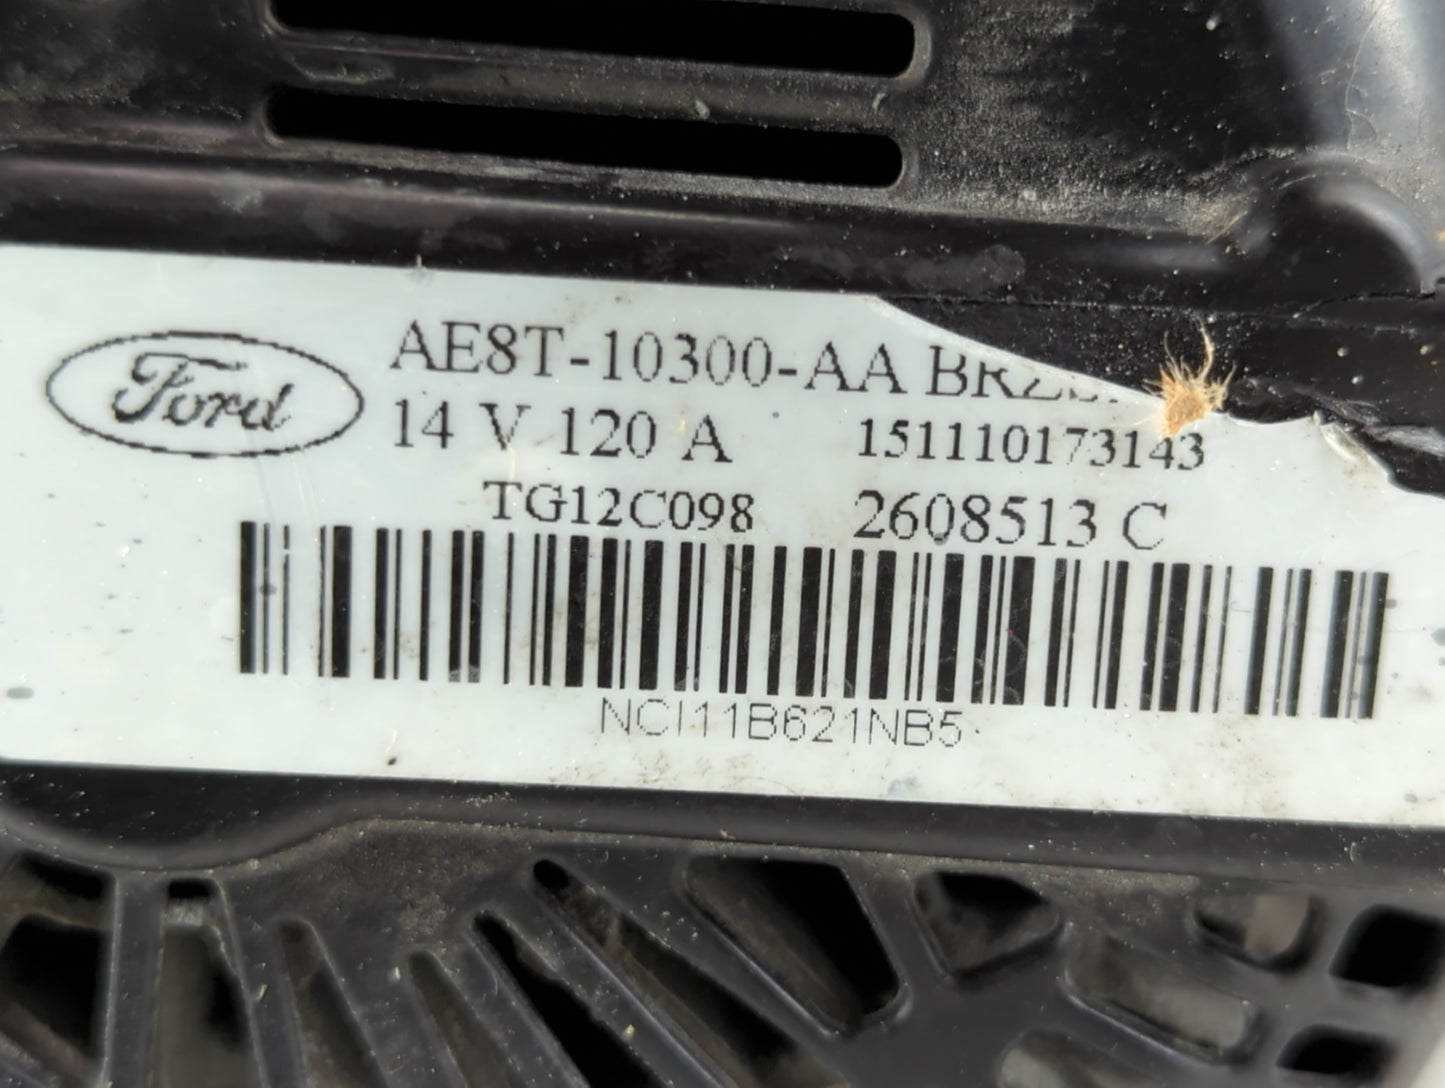 Ford
AE8T-10300-AA
14 V 120 A 151110173143
TG12C098 2608513 C
NCI11B621NB5